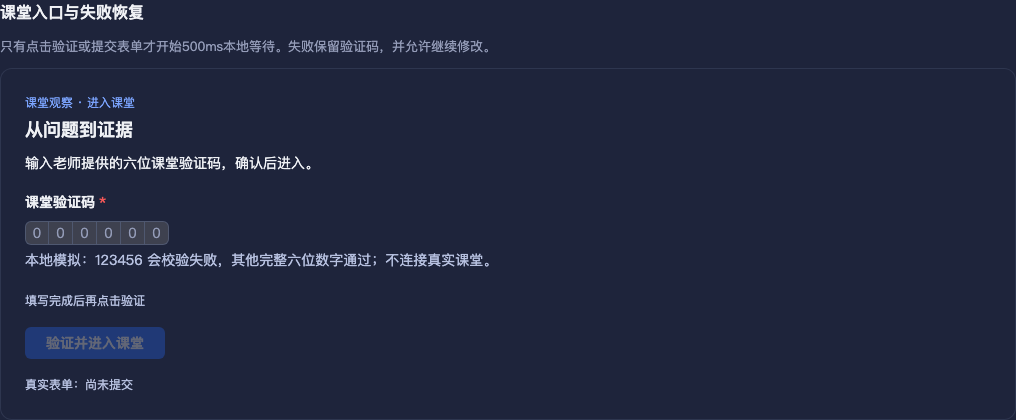 课堂入口与失败恢复
只有点击验证或提交表单才开始500ms本地等待。失败保留验证码，并允许继续修改。
课堂观察 · 进入课堂
从问题到证据
输入老师提供的六位课堂验证码，确认后进入。
课堂验证码 *
0 0 0 0 0 0
本地模拟：123456 会校验失败，其他完整六位数字通过；不连接真实课堂。
填写完成后再点击验证
验证并进入课堂
真实表单：尚未提交